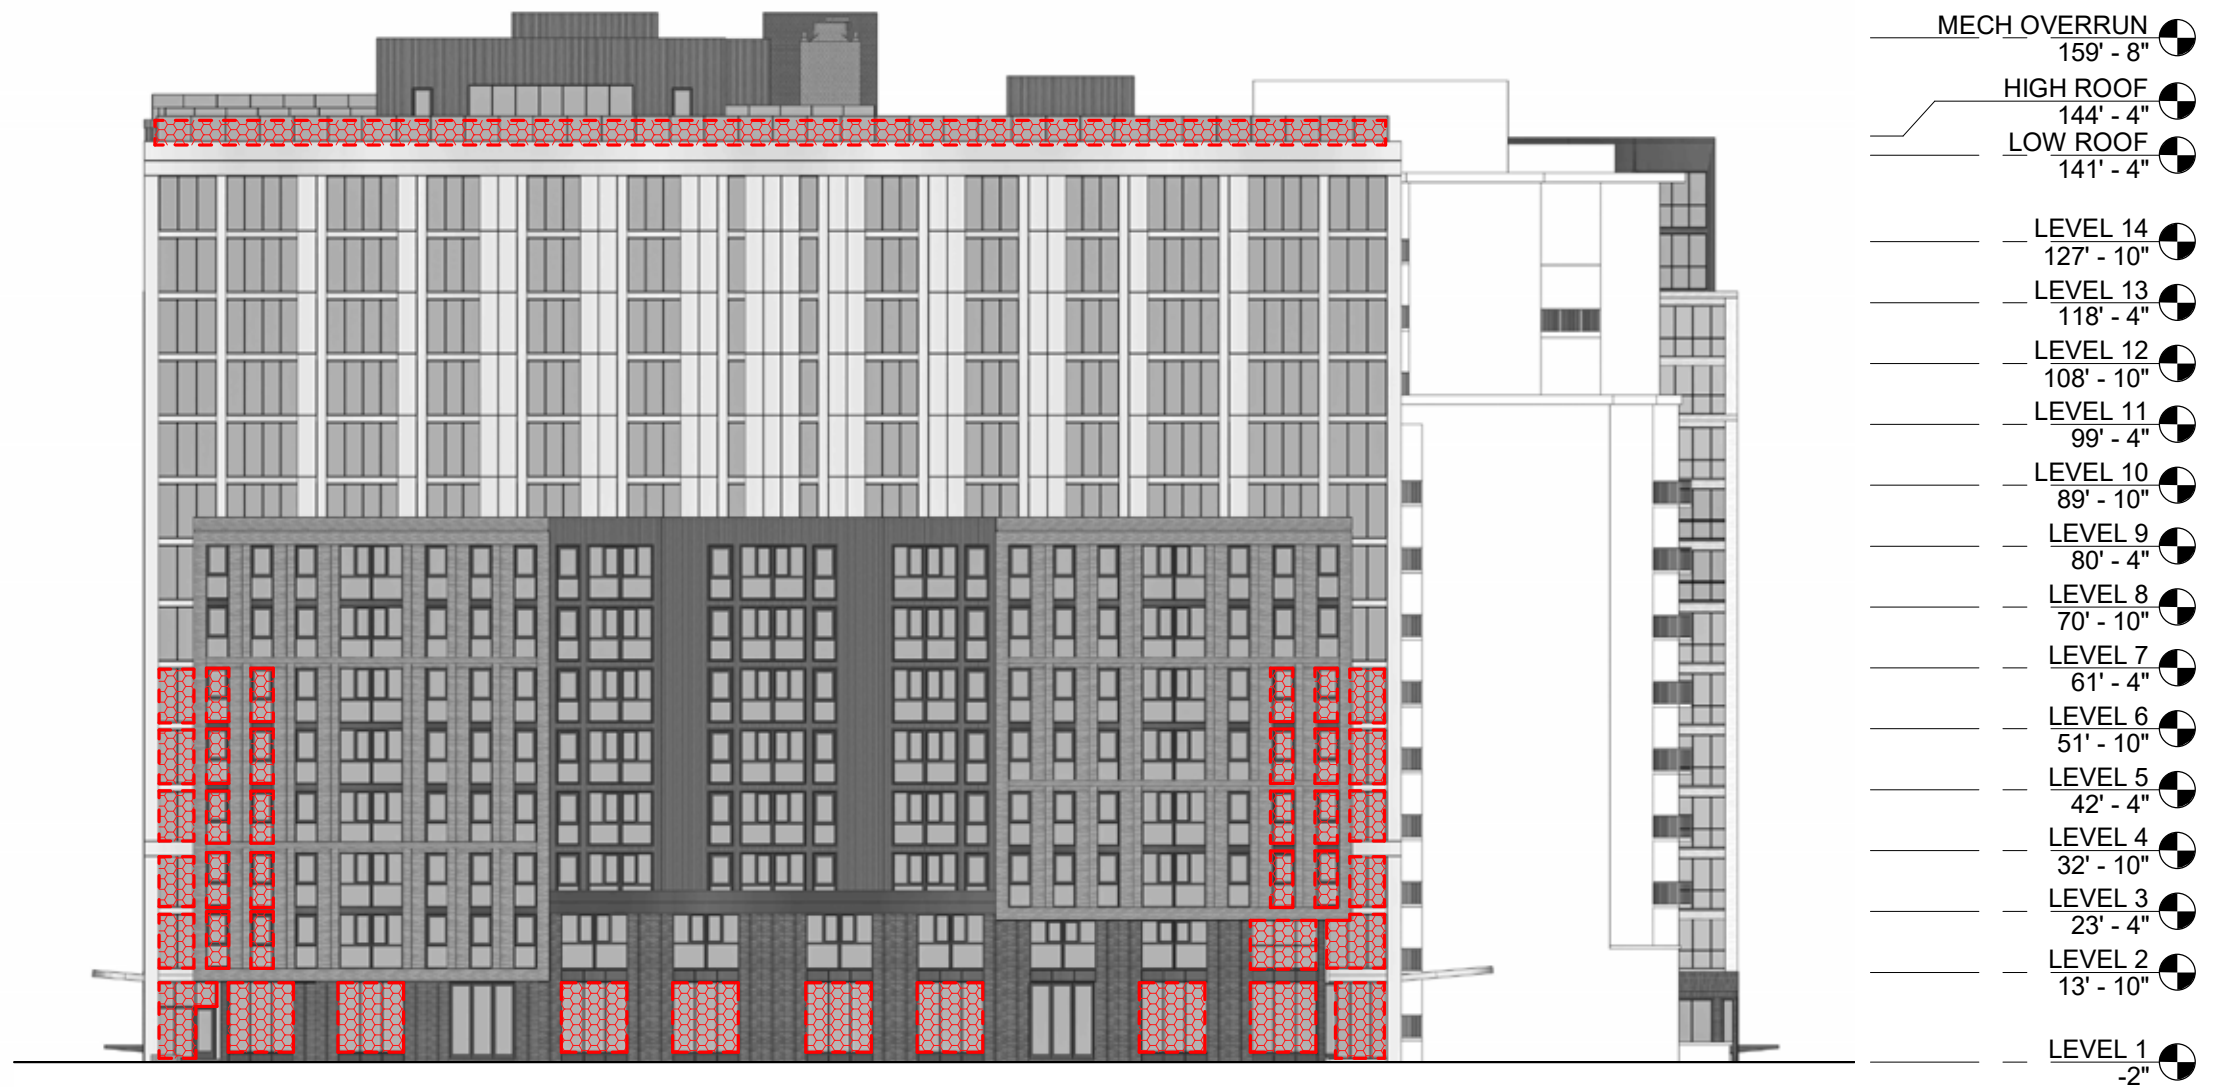 MECH OVERRUN
159' - 8"
HIGH ROOF
144' - 4"
LOW ROOF
141' - 4"
LEVEL 14
127' - 10"
LEVEL 13
118' - 4"
LEVEL 12
108' - 10"
LEVEL 11
99' - 4"
LEVEL 10
89' - 10"
LEVEL 9
80' - 4"
LEVEL 8
70' - 10"
LEVEL 7
61' - 4"
LEVEL 6
51' - 10"
LEVEL 5
42' - 4"
LEVEL 4
32' - 10"
LEVEL 3
23' - 4"
LEVEL 2
13' - 10"
LEVEL 1
-2"